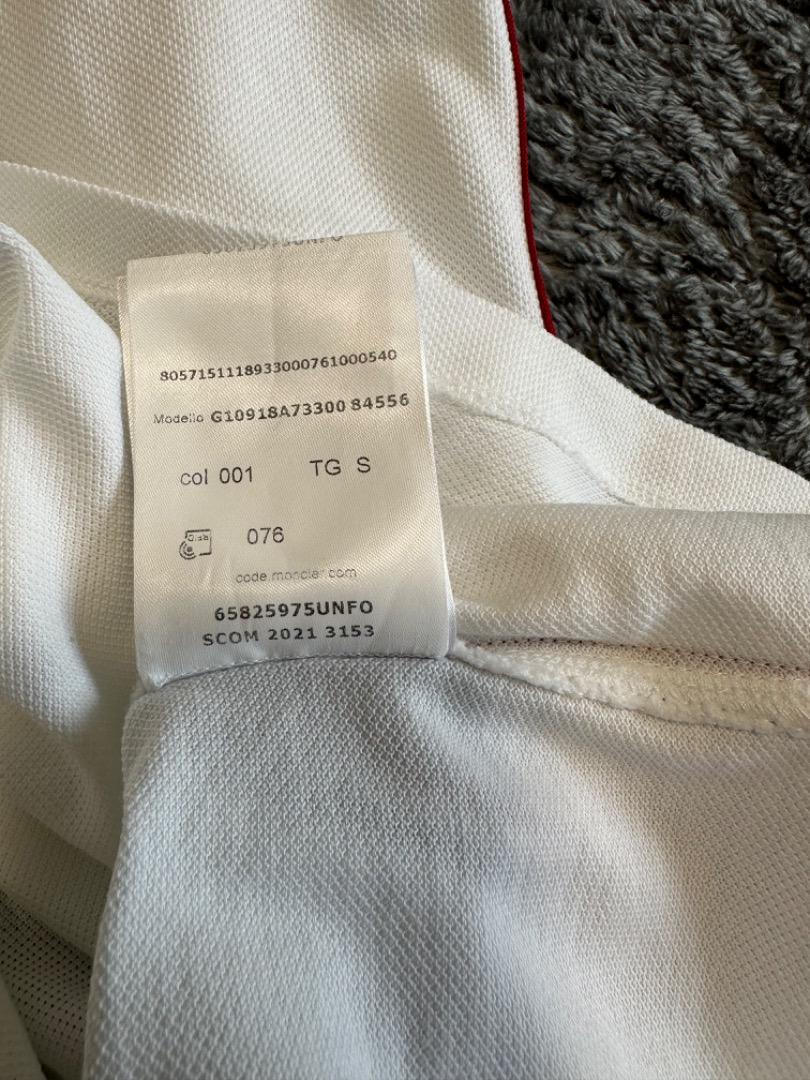 8057151118933000761000540
Modello G10918A73300 84556
col 001 TG S
076
code.moncler.com
65825975UNFO
SCOM 2021 3153